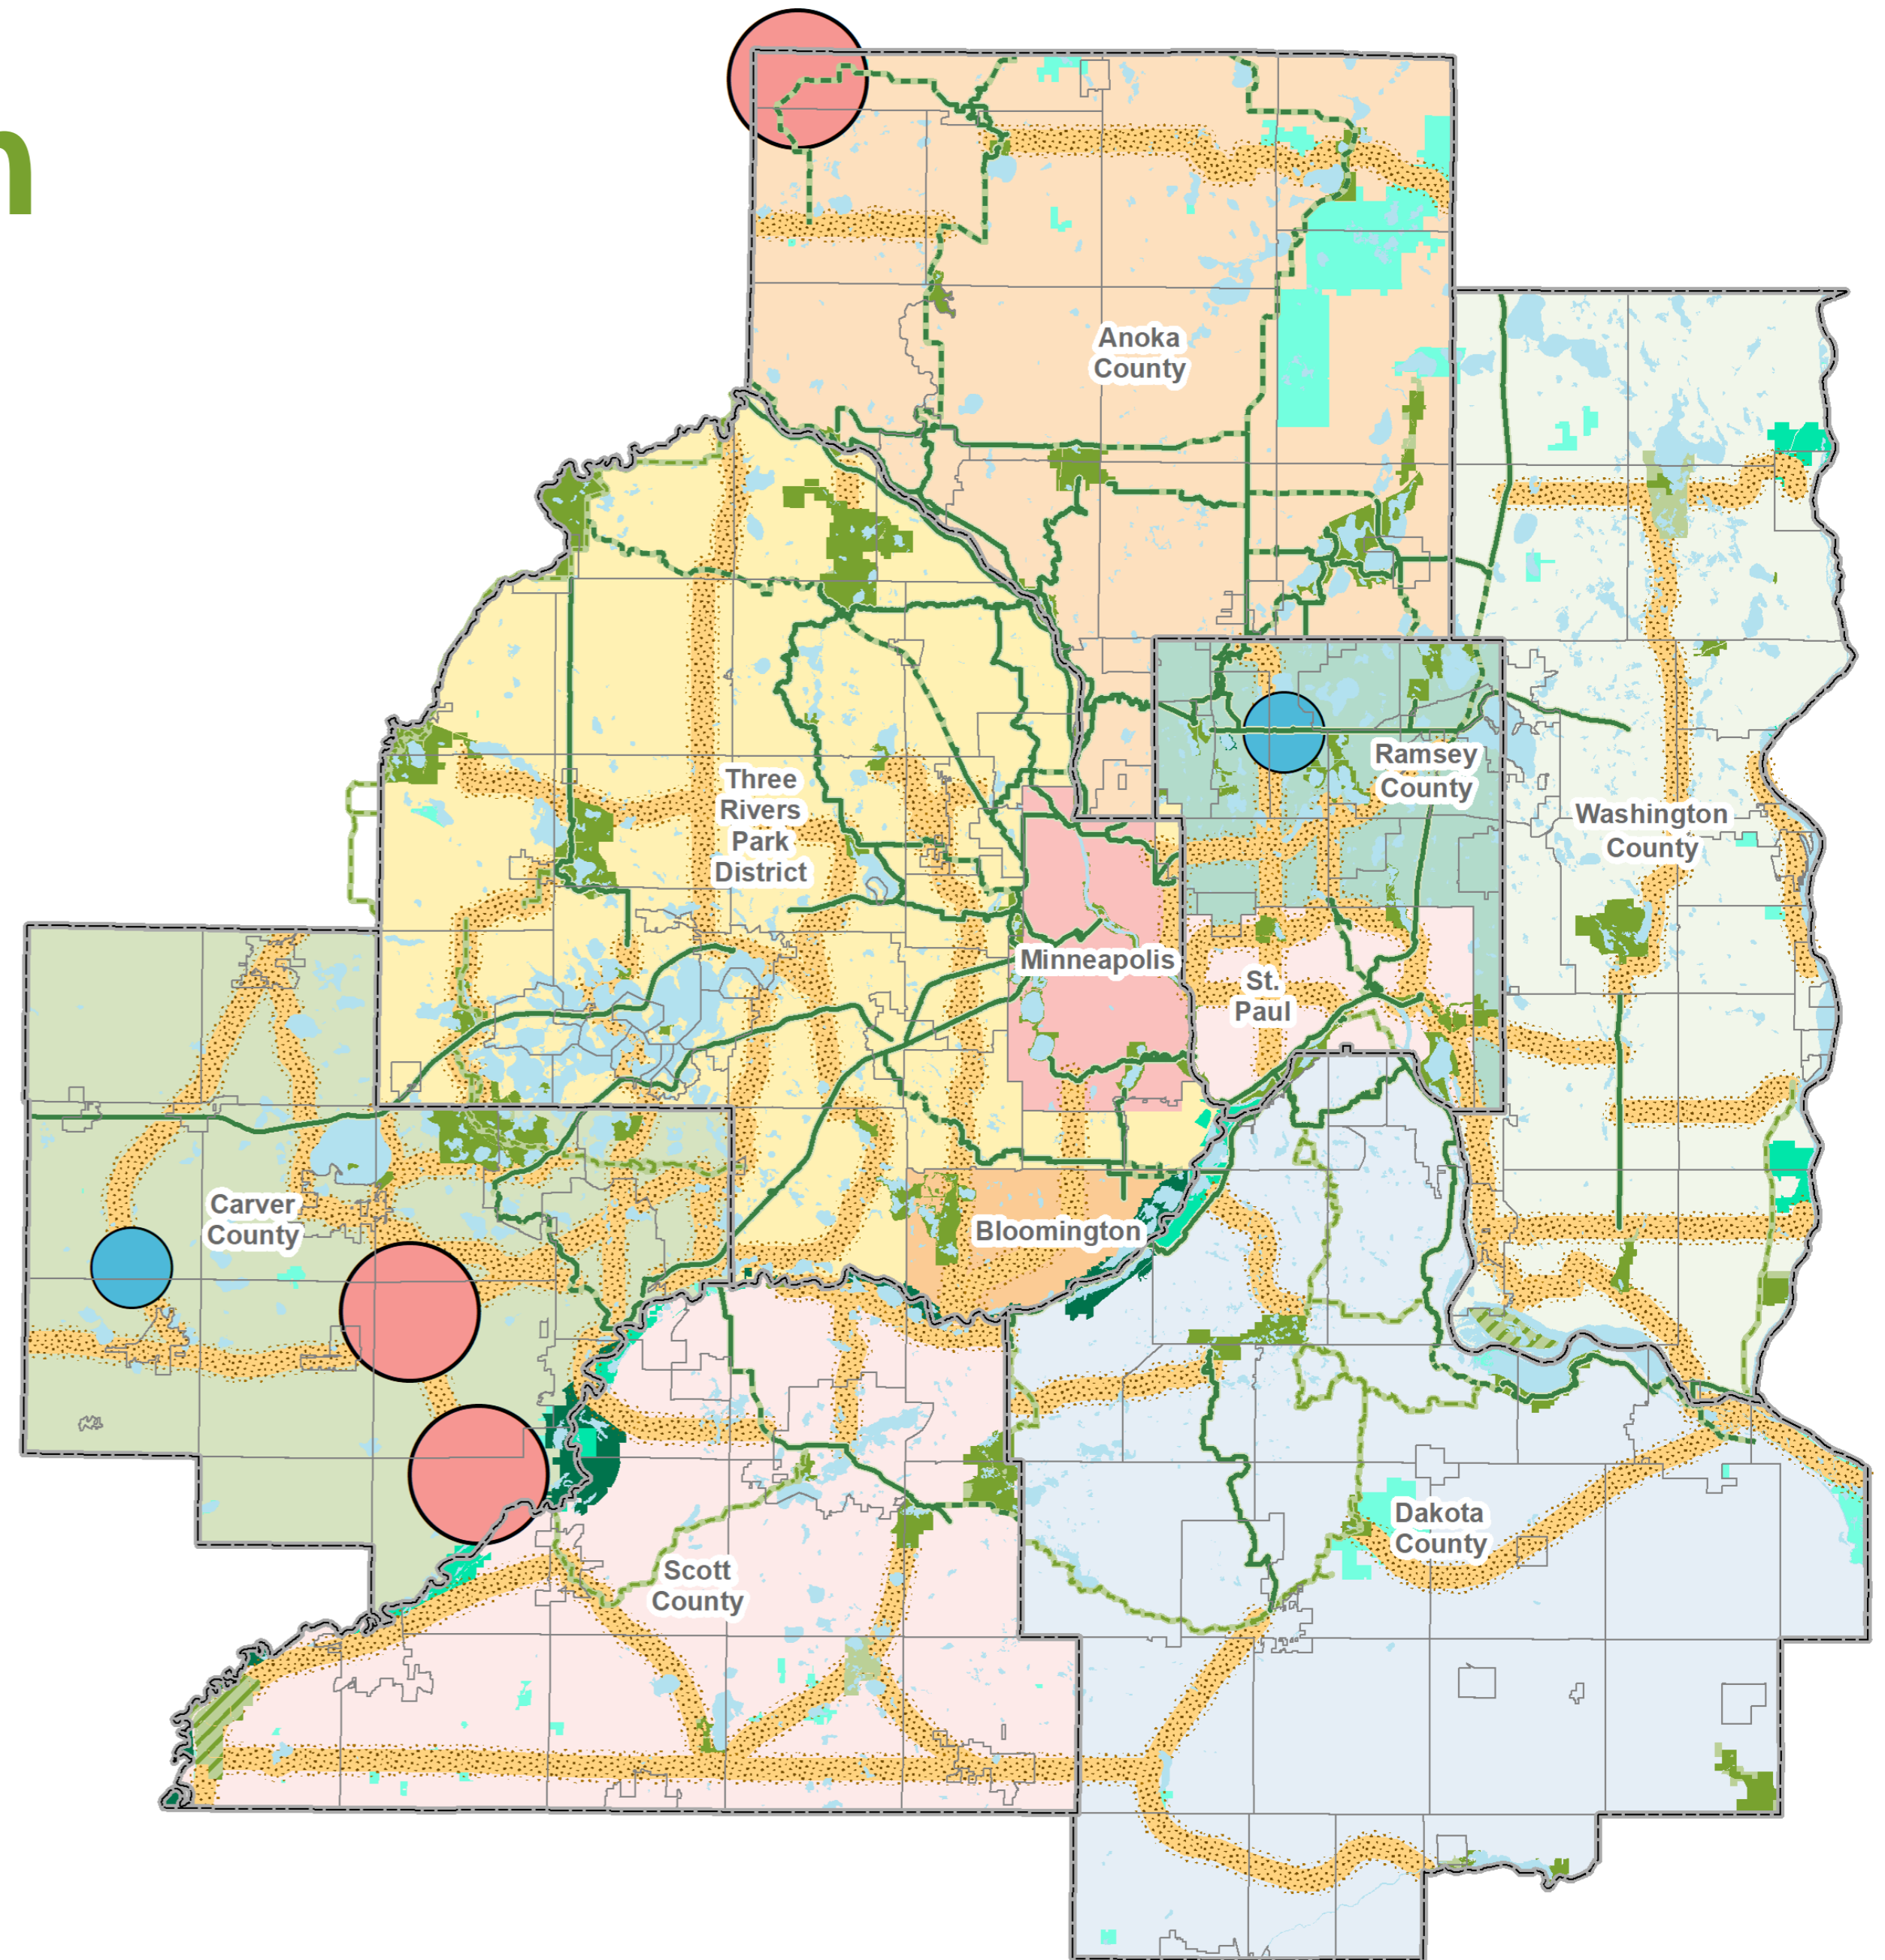 n
Anoka
County
Three
Rivers
Park
District
Ramsey
County
Washington
County
Minneapolis
St.
Paul
Carver
County
Bloomington
Dakota
County
Scott
County